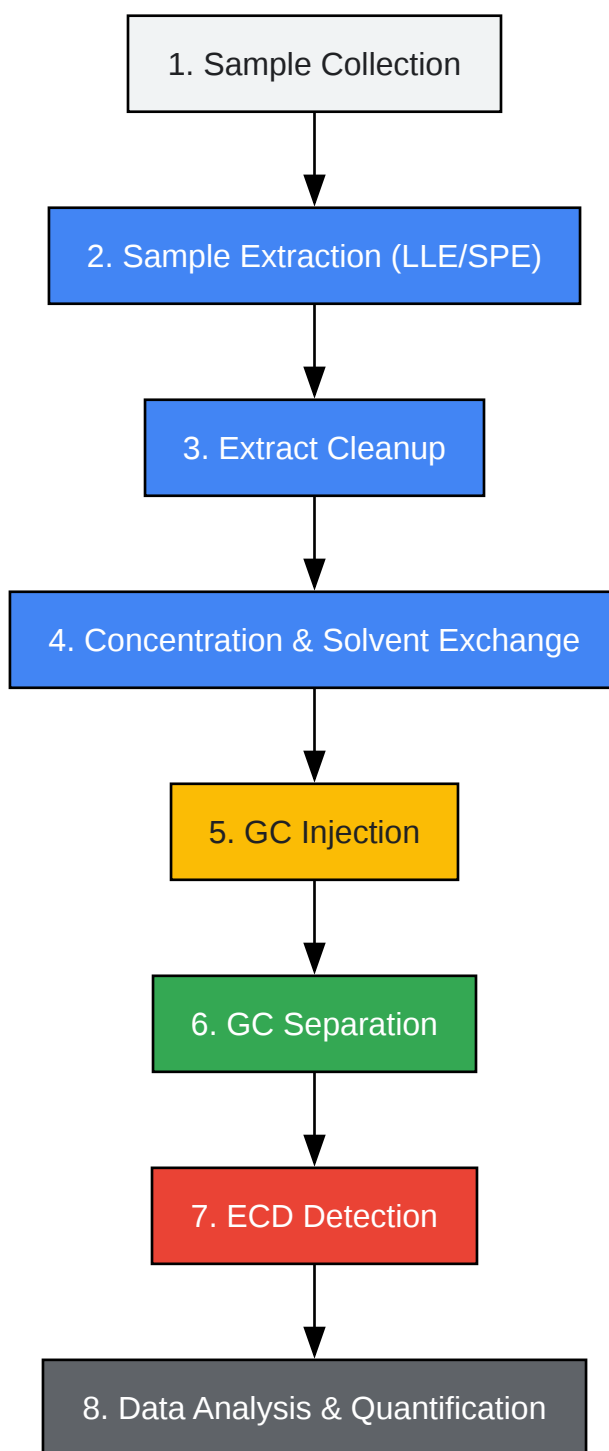 1. Sample Collection
2. Sample Extraction (LLE/SPE)
3. Extract Cleanup
4. Concentration & Solvent Exchange
5. GC Injection
6. GC Separation
7. ECD Detection
8. Data Analysis & Quantification